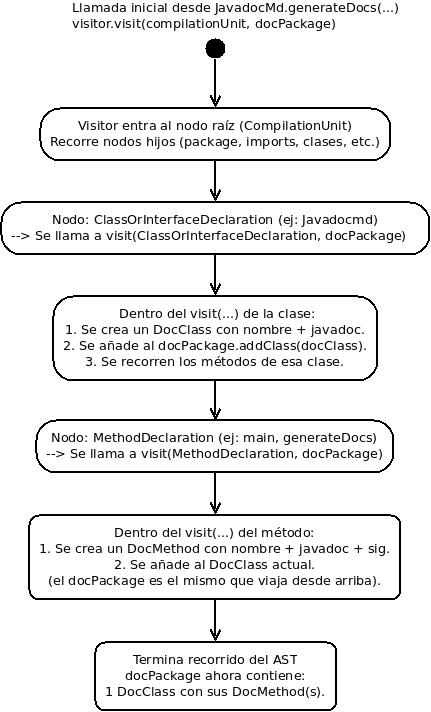 Llamada inicial desde JavadocMd.generateDocs(...)
visitor.visit(compilationUnit, docPackage)
Visitor entra al nodo raíz (CompilationUnit)
Recorre nodos hijos (package, imports, clases, etc.)
Nodo: ClassOrInterfaceDeclaration (ej: Javadocmd)
--> Se llama a visit(ClassOrInterfaceDeclaration, docPackage)
Dentro del visit(...) de la clase:
1. Se crea un DocClass con nombre + javadoc.
2. Se añade al docPackage.addClass(docClass).
3. Se recorren los métodos de esa clase.
Nodo: MethodDeclaration (ej: main, generateDocs)
--> Se llama a visit(MethodDeclaration, docPackage)
Dentro del visit(...) del método:
1. Se crea un DocMethod con nombre + javadoc + sig.
2. Se añade al DocClass actual.
(el docPackage es el mismo que viaja desde arriba).
Termina recorrido del AST
docPackage ahora contiene:
1 DocClass con sus DocMethod(s).